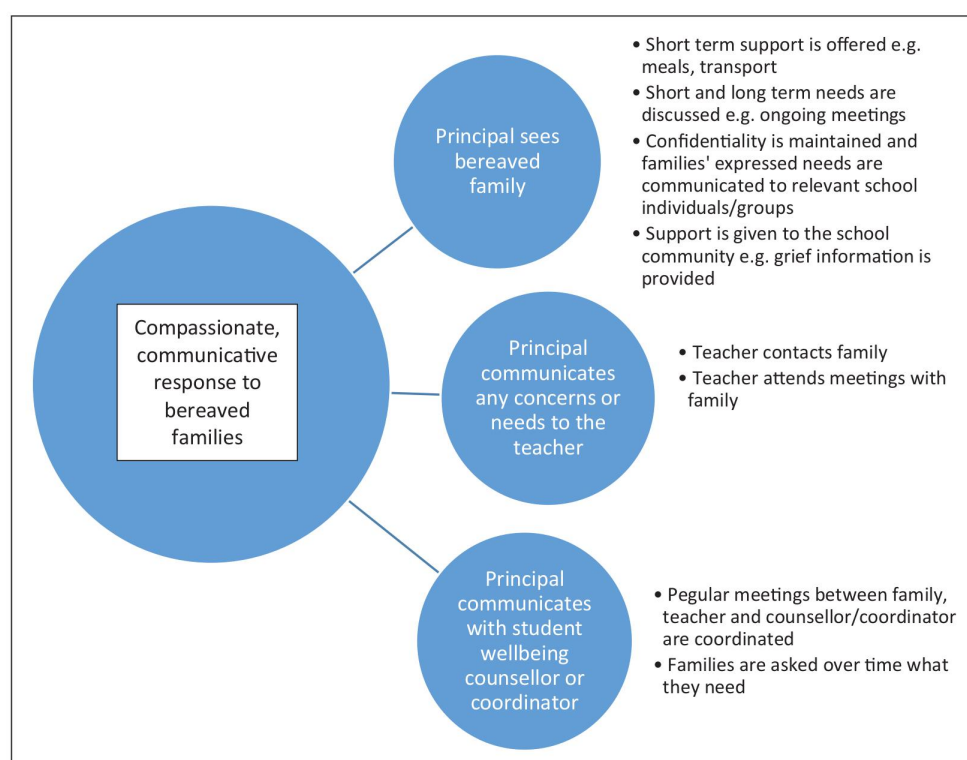 Compassionate,
communicative
response to
bereaved
families
Principal sees
bereaved
family
• Short term support is offered e.g.
meals, transport
• Short and long term needs are
discussed e.g. ongoing meetings
• Confidentiality is maintained and
families' expressed needs are
communicated to relevant school
individuals/groups
• Support is given to the school
community e.g. grief information is
provided
Principal
communicates
any concerns or
needs to the
teacher
• Teacher contacts family
• Teacher attends meetings with
family
Principal
communicates
with student
wellbeing
counsellor or
coordinator
• Pegular meetings between family,
teacher and counsellor/coordinator
are coordinated
• Families are asked over time what
they need